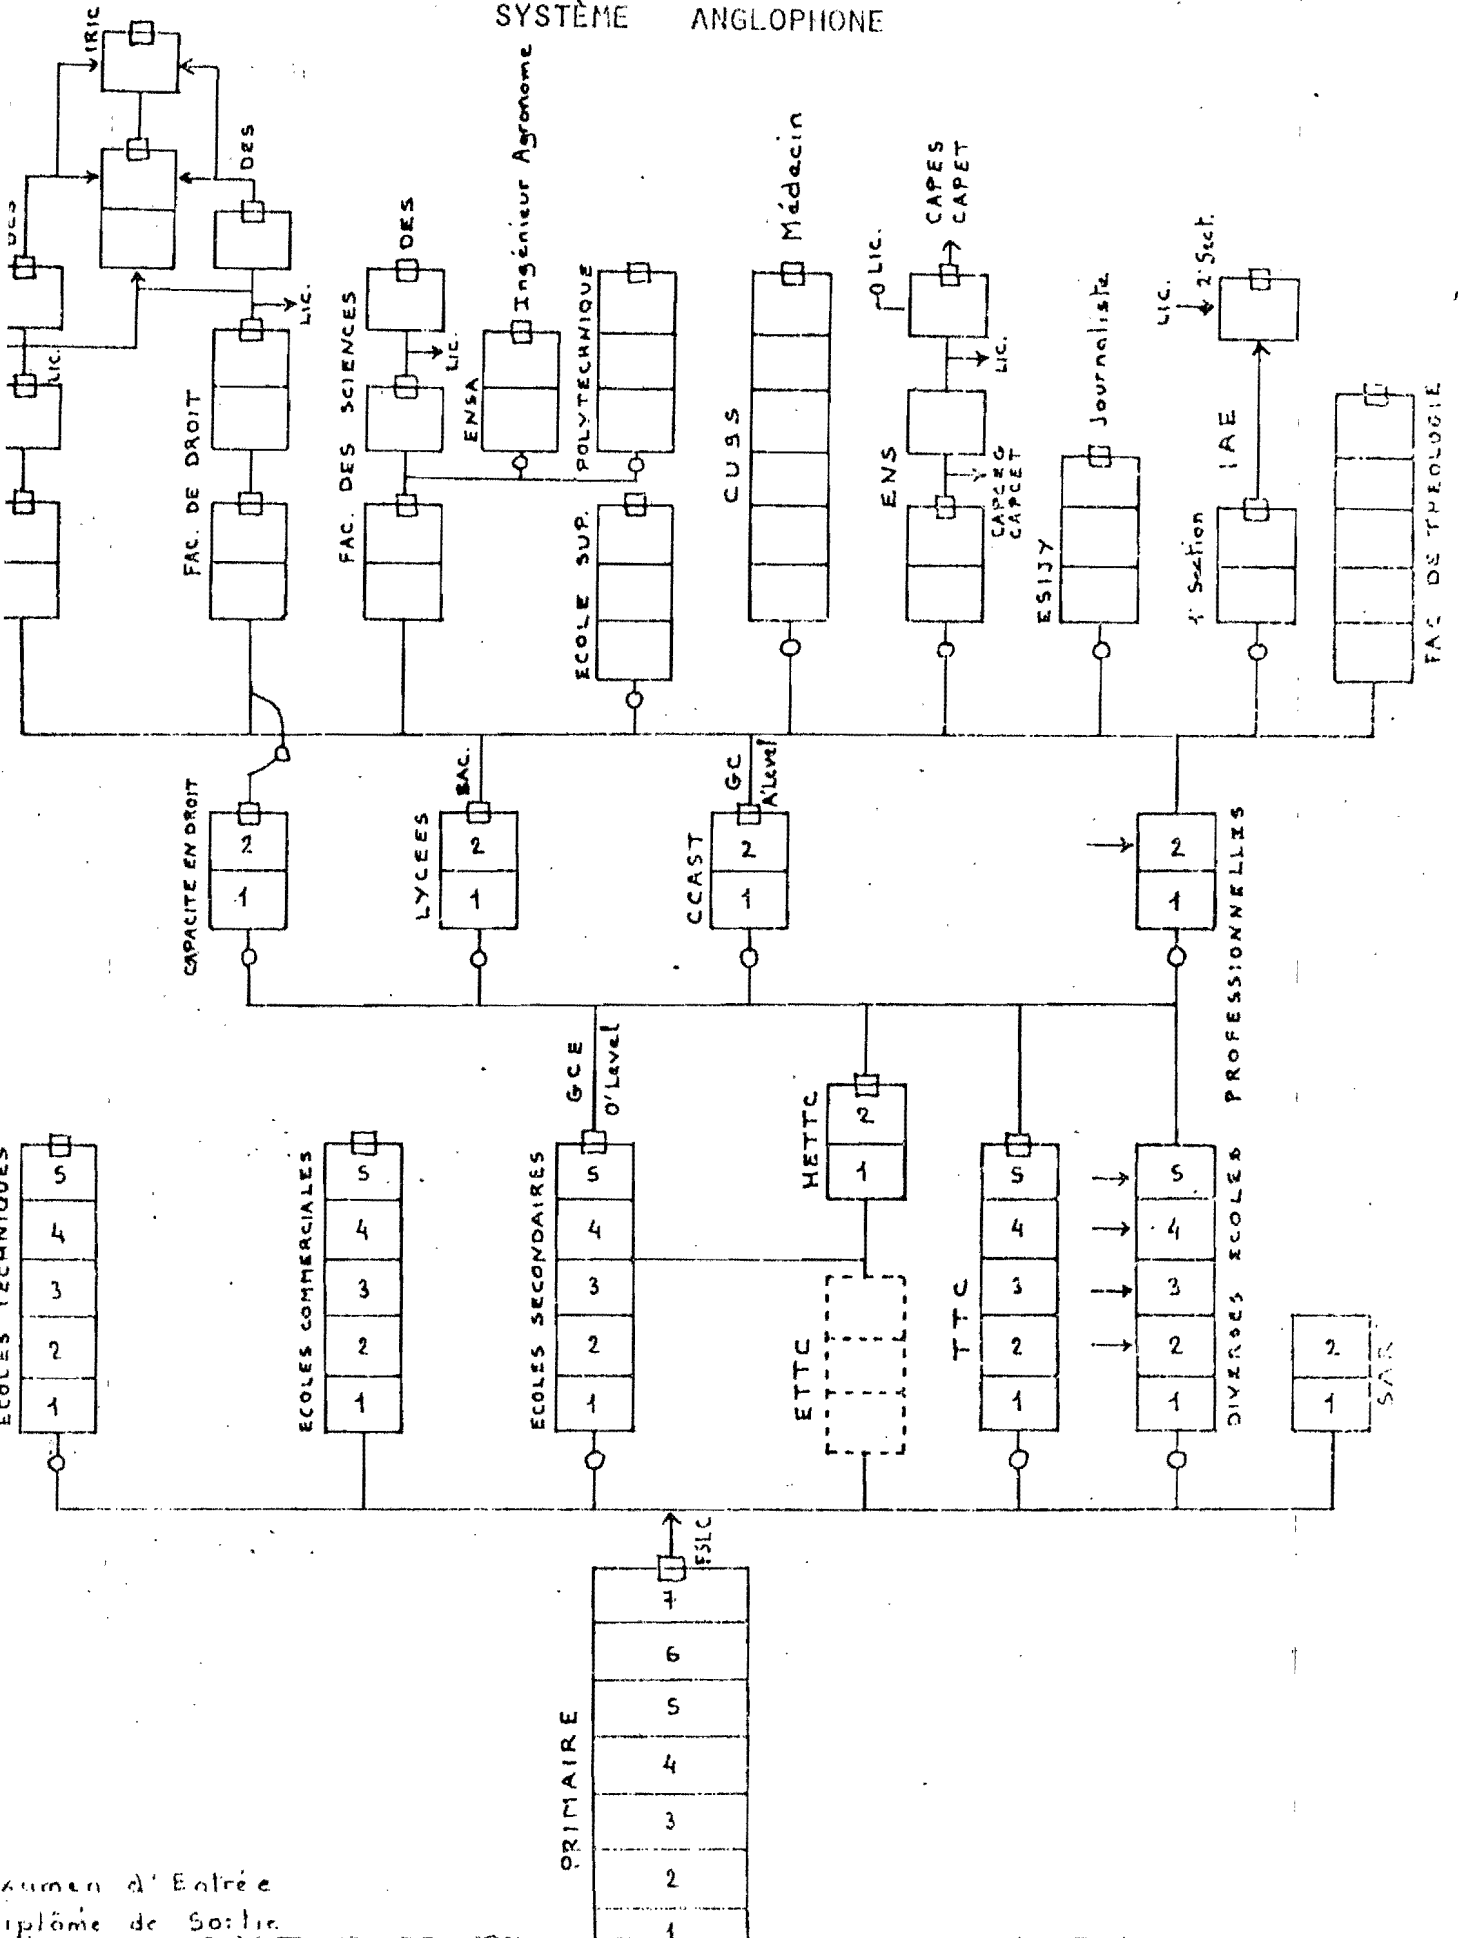 SYSTÈME ANGLOPHONE
IRIC
DES
DES
LIC.
LIC.
FAC. DE DROIT
FAC. DES SCIENCES
DES
LIC.
ENSA
Ingénieur Agronome
ECOLE SUP. POLYTECHNIQUE
CUSS
Médecin
ENS
LIC.
CAPES
CAPET
LIC.
CAPCEG
CAPCET
ESIJY
Journaliste
1° Section
IAE
LIC.
2° Sect.
FAC DE THEOLOGIE
CAPACITE EN DROIT
2
1
LYCEES
BAC.
2
1
CCAST
GC
A'Level
2
1
2
1
ECOLES TECHNIQUES
5
4
3
2
1
ECOLES COMMERCIALES
5
4
3
2
1
ECOLES SECONDAIRES
GCE
O'Level
5
4
3
2
1
HETTC
2
1
ETTC
TTC
5
4
3
2
1
DIVERSES ECOLES PROFESSIONNELLES
5
4
3
2
1
SAR
2
1
FSLC
PRIMAIRE
7
6
5
4
3
2
1
xamen d'Entrée
iplôme de Sortie